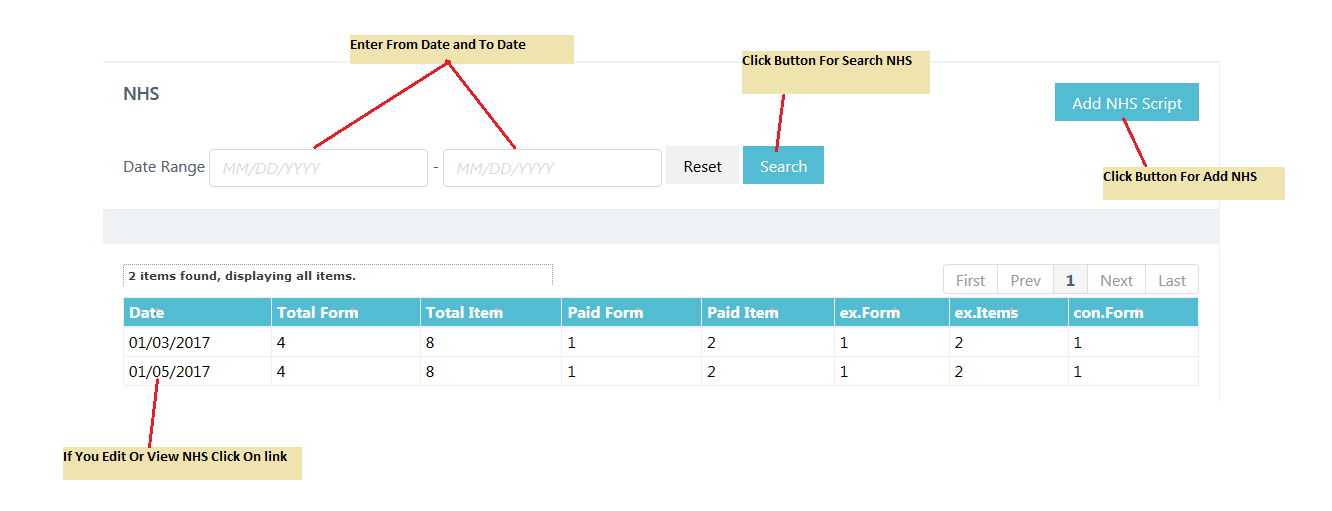 Enter From Date and To Date
Click Button For Search NHS
NHS
Add NHS Script
Date Range MM/DD/YYYY - MM/DD/YYYY Reset Search
Click Button For Add NHS
2 items found, displaying all items.
First Prev 1 Next Last
Date Total Form Total Item Paid Form Paid Item ex.Form ex.Items con.Form
01/03/2017 4 8 1 2 1 2 1
01/05/2017 4 8 1 2 1 2 1
If You Edit Or View NHS Click On link